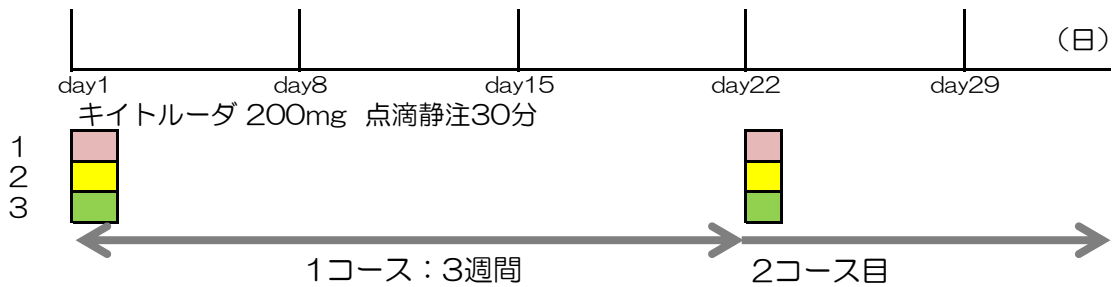 (日)
day1 day8 day15 day22 day29
キイトルーダ 200mg 点滴静注30分
1
2
3
1コース：3週間 2コース目